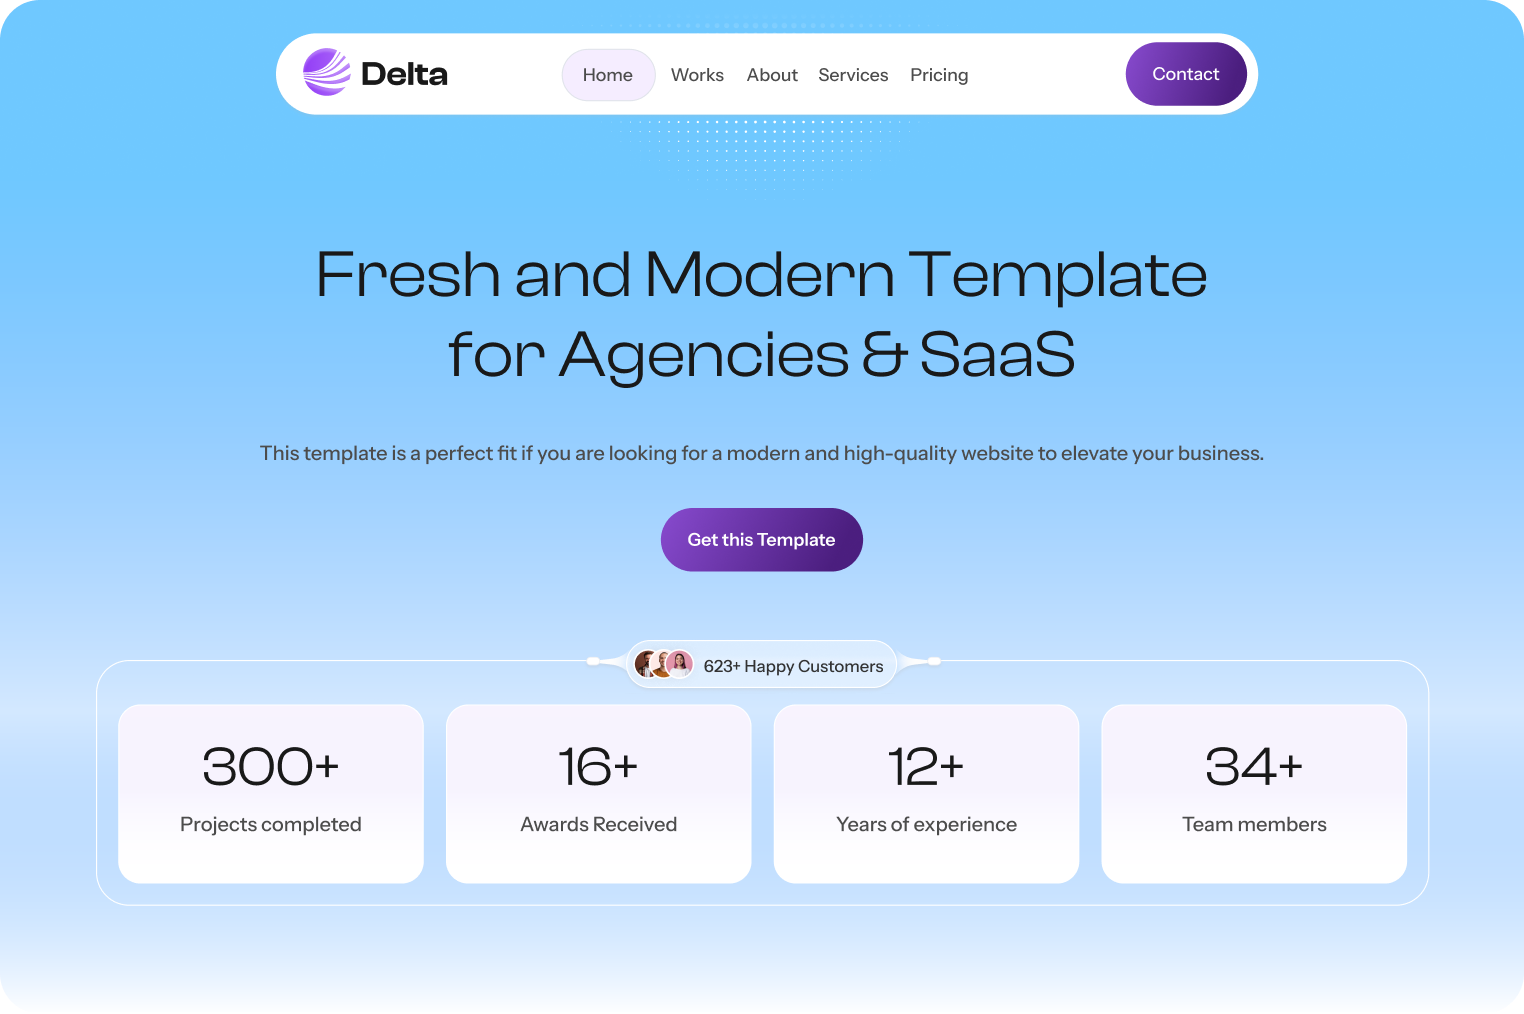 Delta
Home Works About Services Pricing
Contact
Fresh and Modern Template
for Agencies & SaaS
This template is a perfect fit if you are looking for a modern and high-quality website to elevate your business.
Get this Template
623+ Happy Customers
300+
Projects completed
16+
Awards Received
12+
Years of experience
34+
Team members